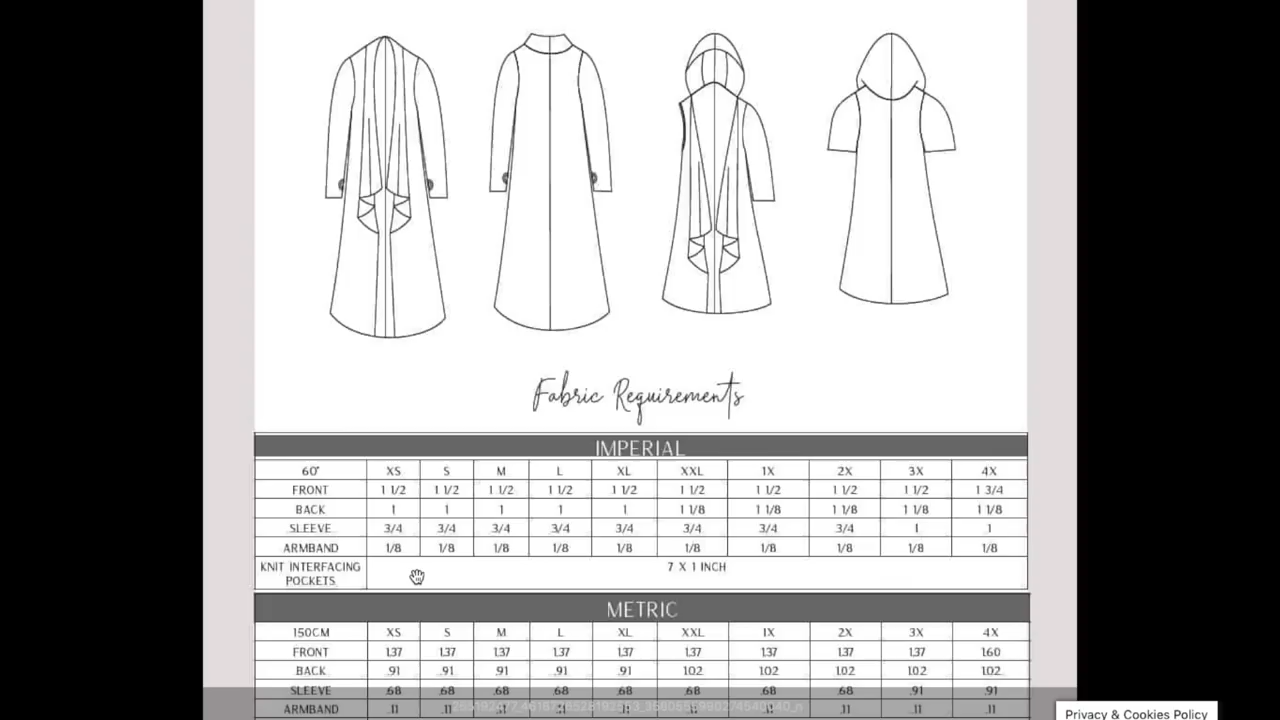 Fabric Requirements
IMPERIAL
60" XS S M L XL XXL 1X 2X 3X 4X
FRONT 1 1/2 1 1/2 1 1/2 1 1/2 1 1/2 1 1/2 1 1/2 1 1/2 1 1/2 1 3/4
BACK 1 1 1 1 1 1 1/8 1 1/8 1 1/8 1 1/8 1 1/8
SLEEVE 3/4 3/4 3/4 3/4 3/4 3/4 3/4 3/4 1 1
ARMBAND 1/8 1/8 1/8 1/8 1/8 1/8 1/8 1/8 1/8 1/8
KNIT INTERFACING 7 X 1 INCH
POCKETS
METRIC
150CM XS S M L XL XXL 1X 2X 3X 4X
FRONT 1.37 1.37 1.37 1.37 1.37 1.37 1.37 1.37 1.37 1.60
BACK .91 .91 .91 .91 .91 1.02 1.02 1.02 1.02 1.02
SLEEVE .68 .68 .68 .68 .68 .68 .68 .68 .91 .91
ARMBAND .11 .11 .11 .11 .11 .11 .11 .11 .11 .11
Privacy & Cookies Policy